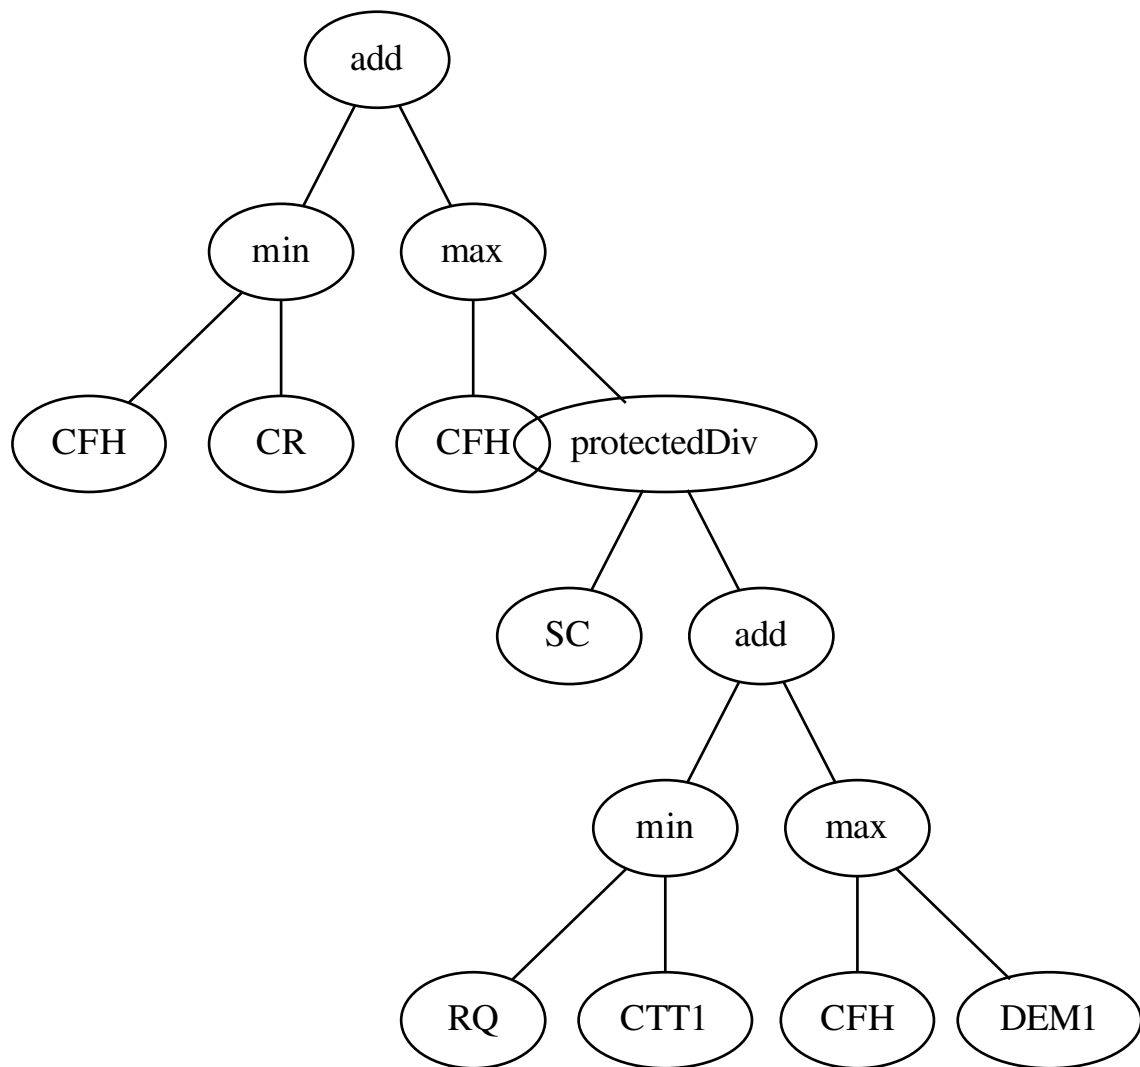 add
min max
CFH CR CFH protectedDiv
SC add
min max
RQ CTT1 CFH DEM1